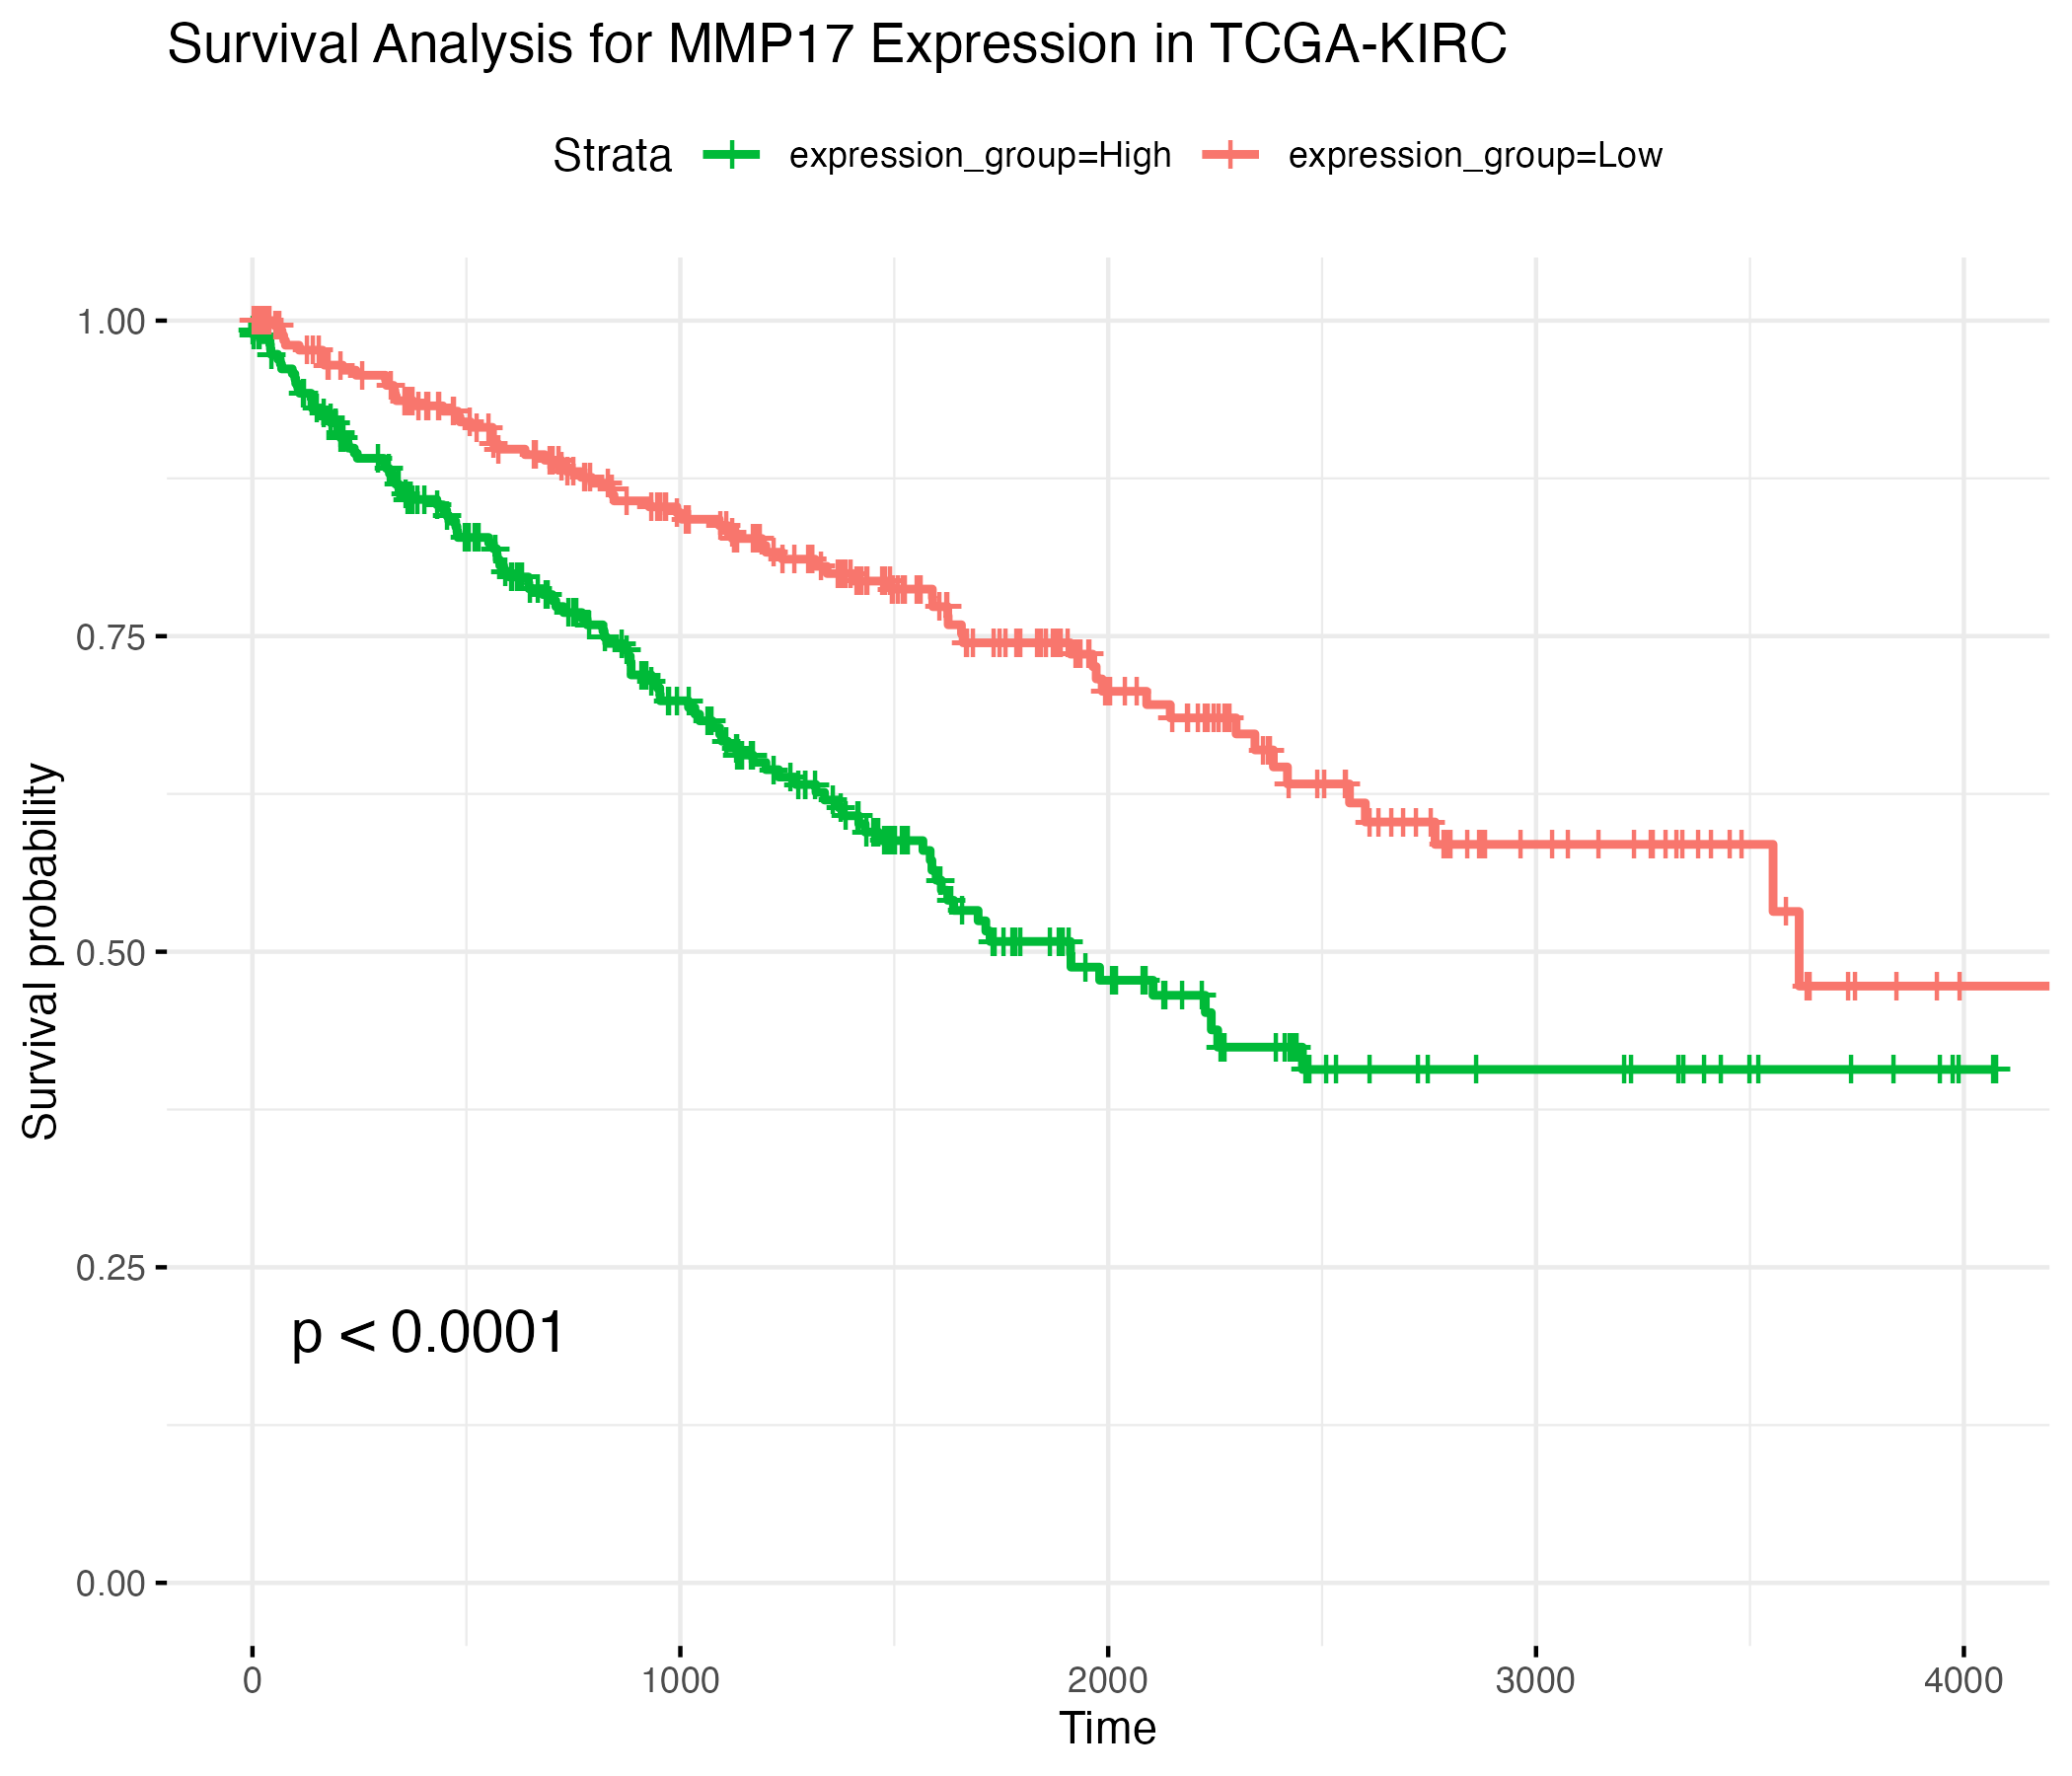 Survival Analysis for MMP17 Expression in TCGA-KIRC
Strata expression_group=High expression_group=Low
1.00
0.75
0.50
0.25
0.00
Survival probability
p < 0.0001
0 1000 2000 3000 4000
Time